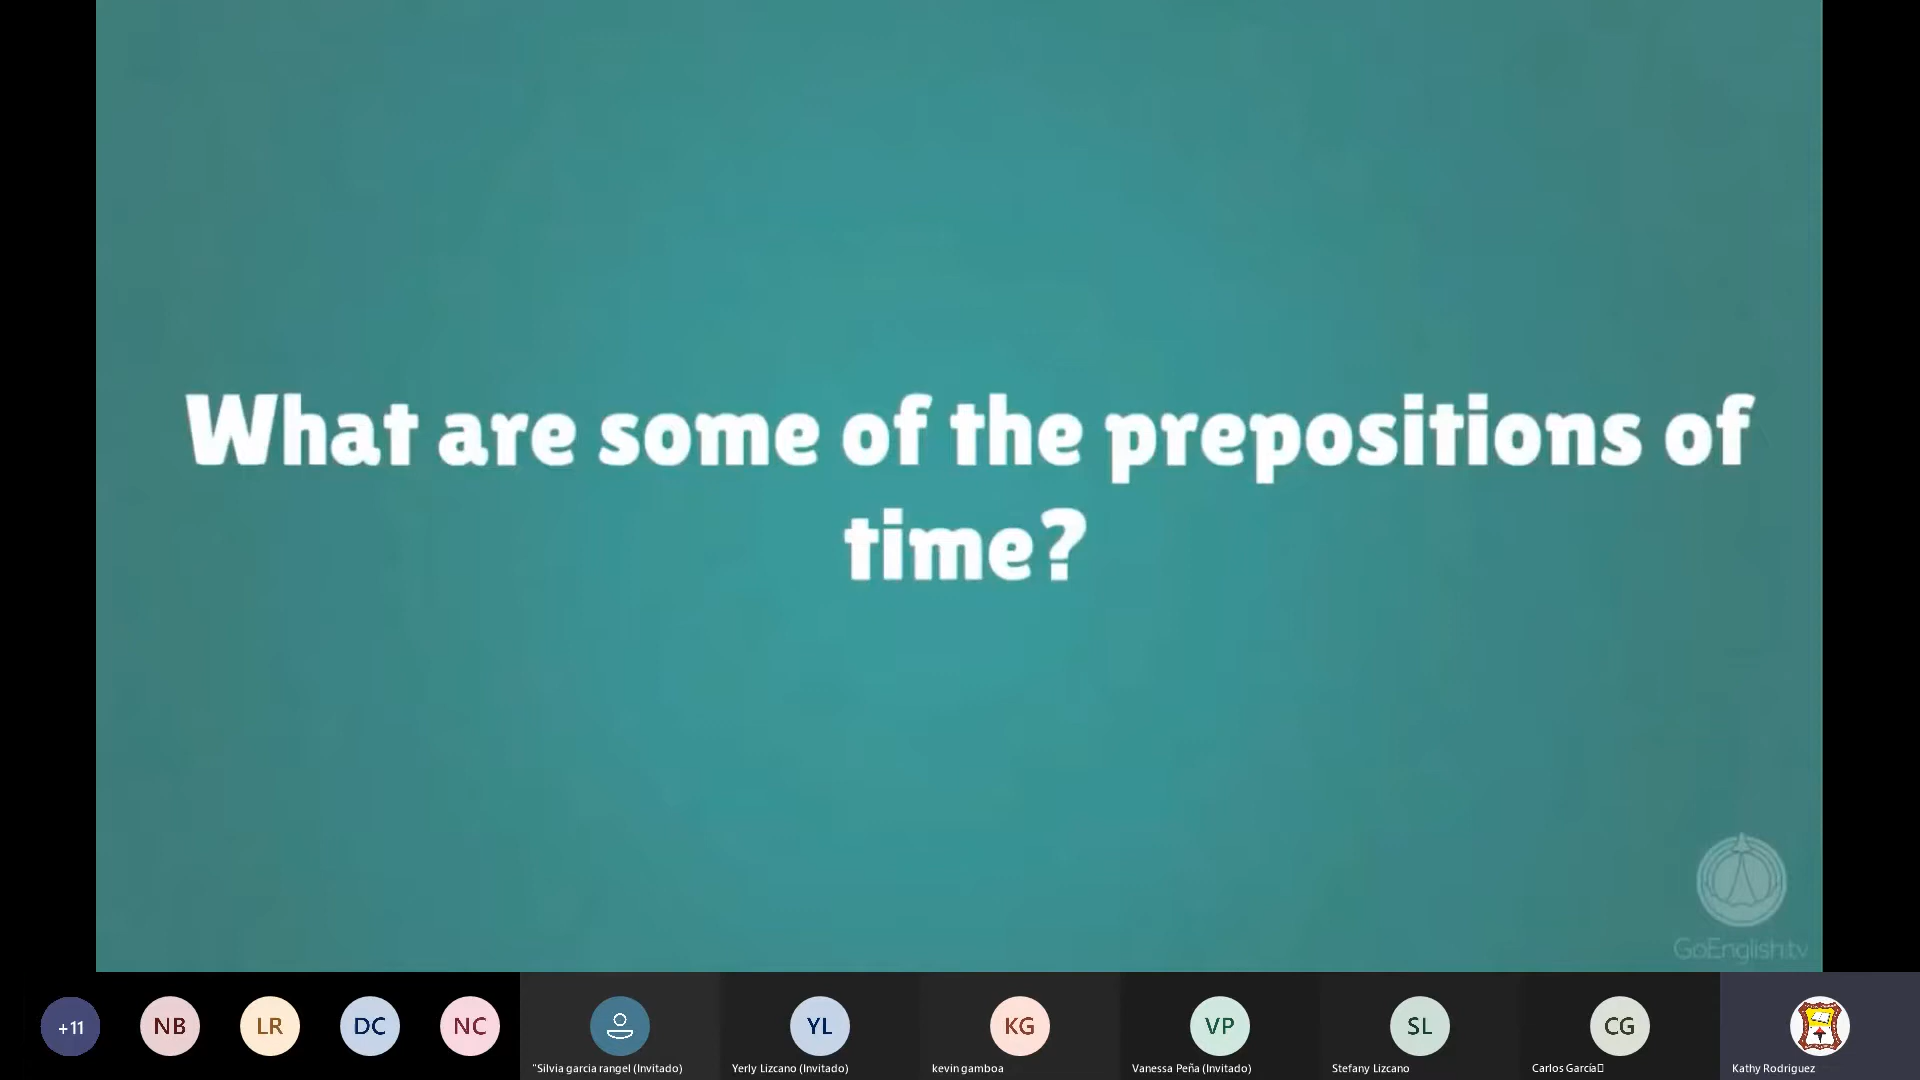 What are some of the prepositions of
time?
GoEnglish.tv
+11
NB
LR
DC
NC
YL
KG
VP
SL
CG
"Silvia garcia rangel (Invitado)
Yerly Lizcano (Invitado)
kevin gamboa
Vanessa Peña (Invitado)
Stefany Lizcano
Carlos García
Kathy Rodriguez